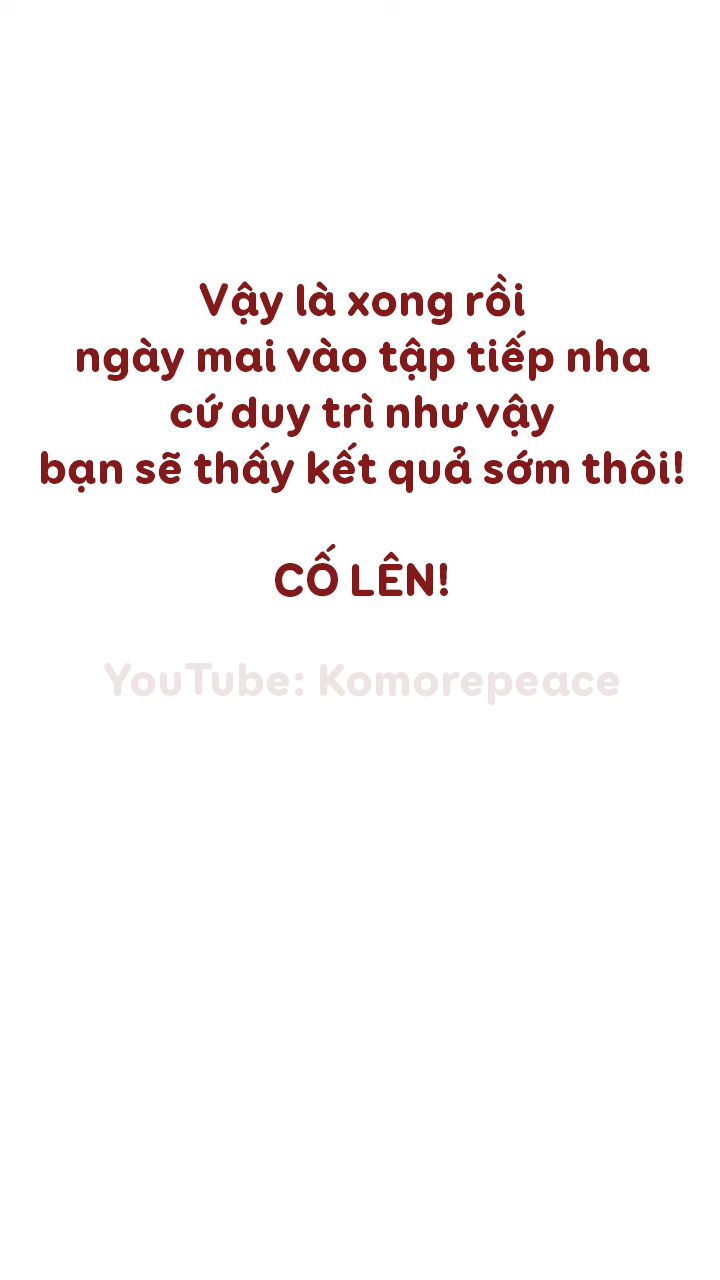 Vậy là xong rồi
ngày mai vào tập tiếp nha
cứ duy trì như vậy
bạn sẽ thấy kết quả sớm thôi!
CỐ LÊN!
YouTube: Komorepeace